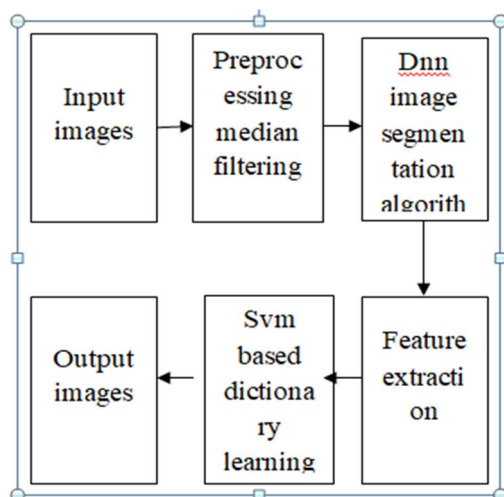 Input
images
Preproc
essing
median
filtering
Dnn
image
segmen
tation
algorith
Svm
based
dictiona
ry
learning
Feature
extracti
on
Output
images